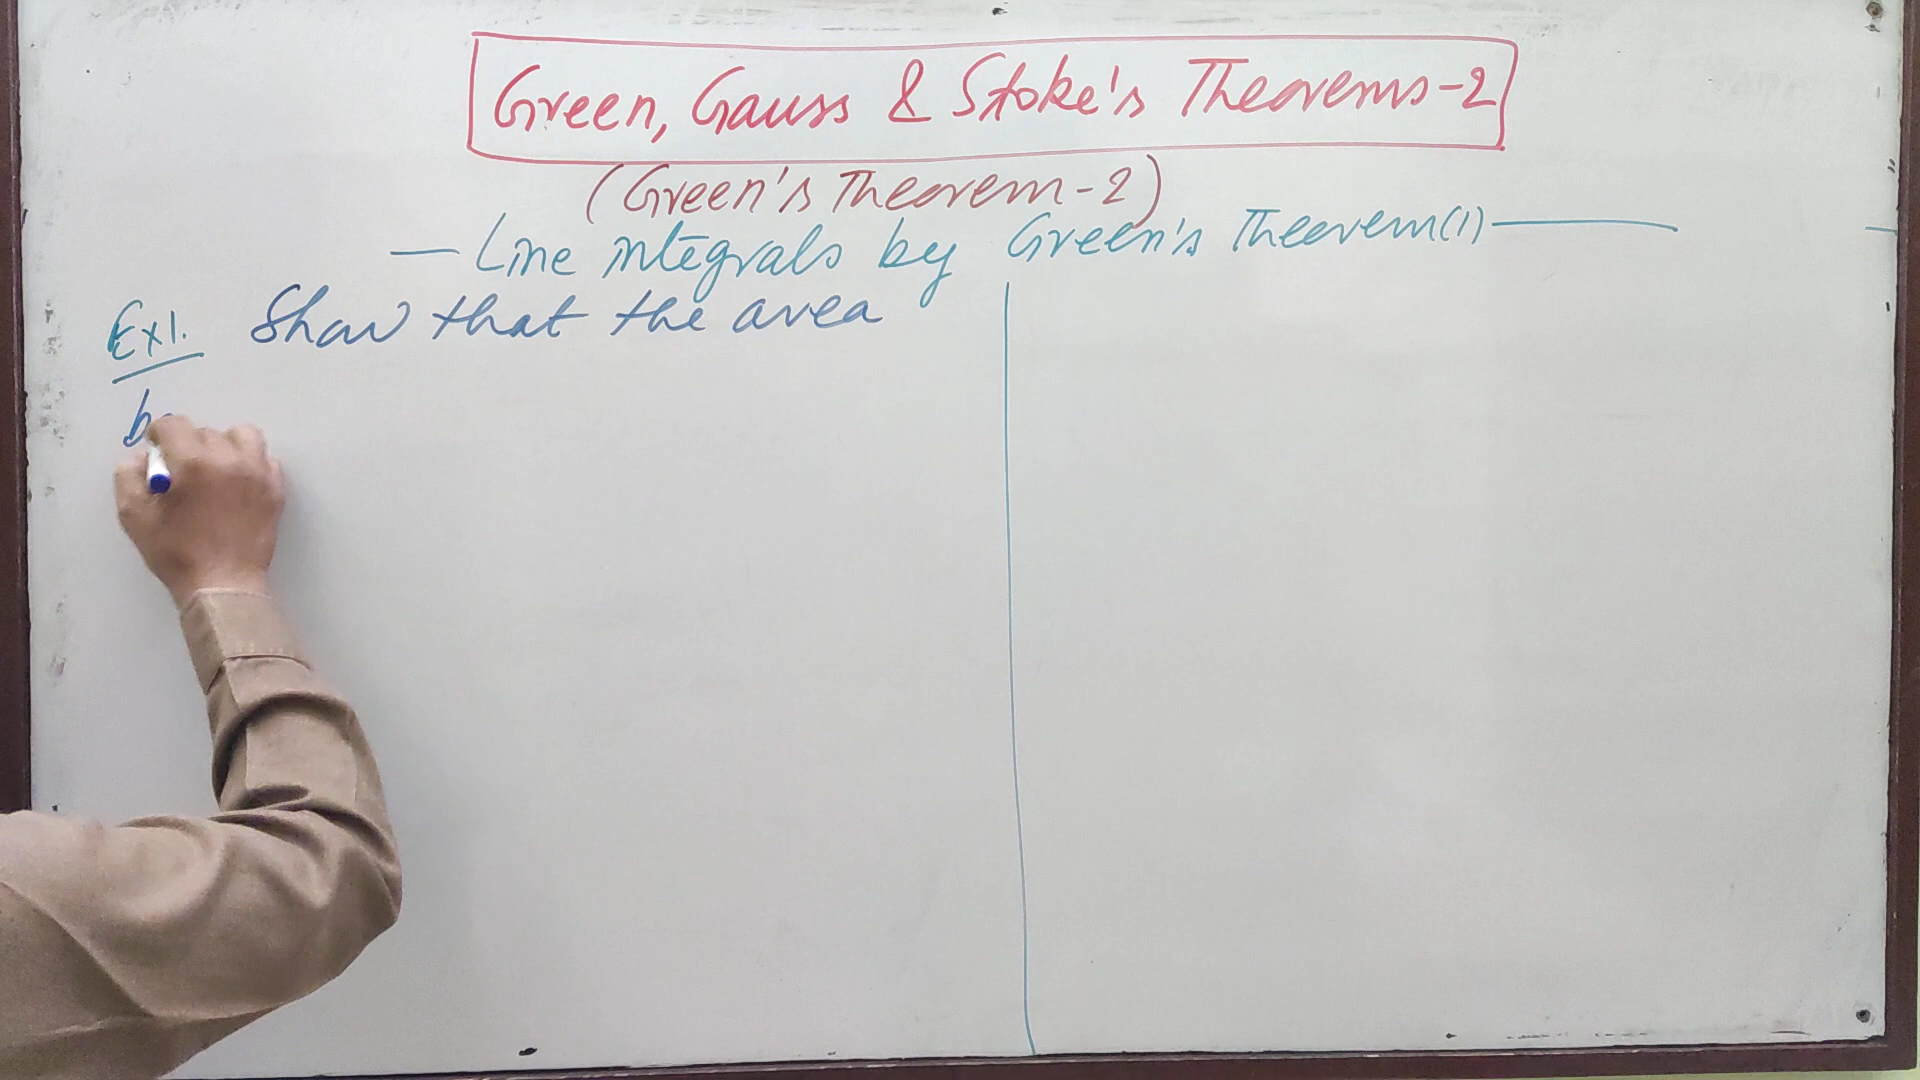 Green, Gauss & Stoke's Theorems-2
(Green's Theorem-2)
— Line integrals by Green's Theorem(1) —
Ex1. Show that the area